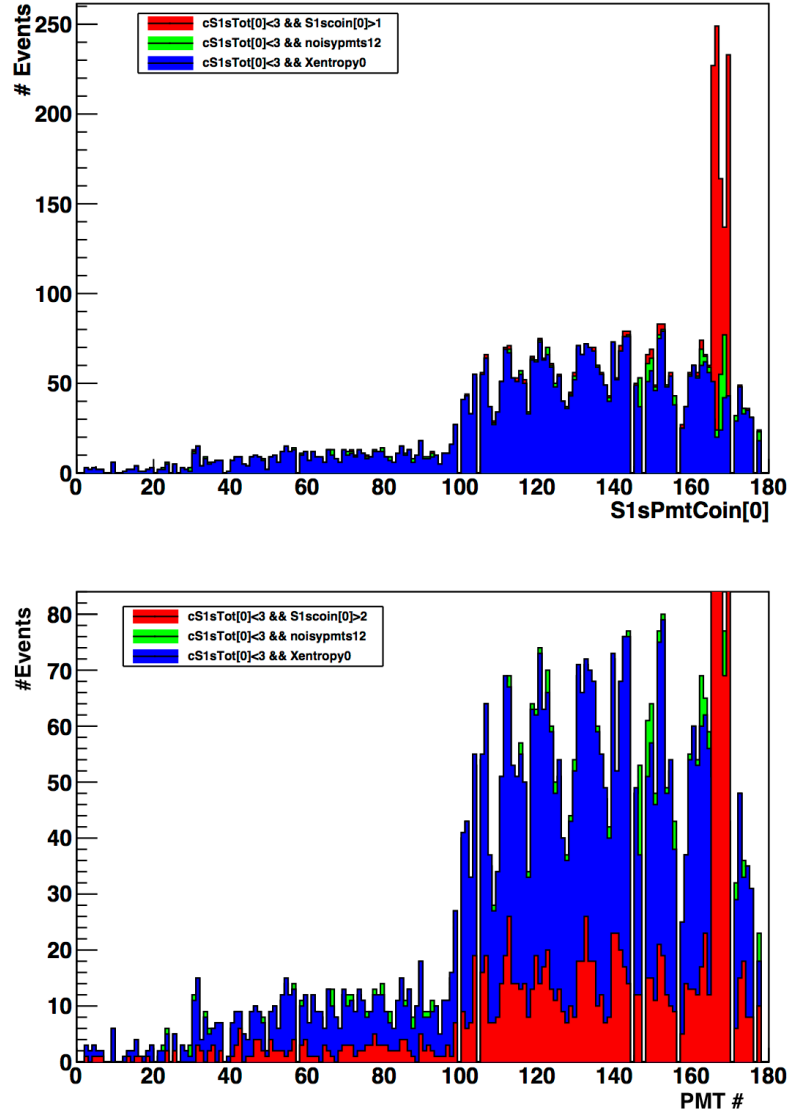 # Events
cS1sTot[0]<3 && S1scoin[0]>1
cS1sTot[0]<3 && noisypmts12
cS1sTot[0]<3 && Xentropy0
250
200
150
100
50
0
0 20 40 60 80 100 120 140 160 180
S1sPmtCoin[0]
#Events
cS1sTot[0]<3 && S1scoin[0]>2
cS1sTot[0]<3 && noisypmts12
cS1sTot[0]<3 && Xentropy0
80
70
60
50
40
30
20
10
0
0 20 40 60 80 100 120 140 160 180
PMT #